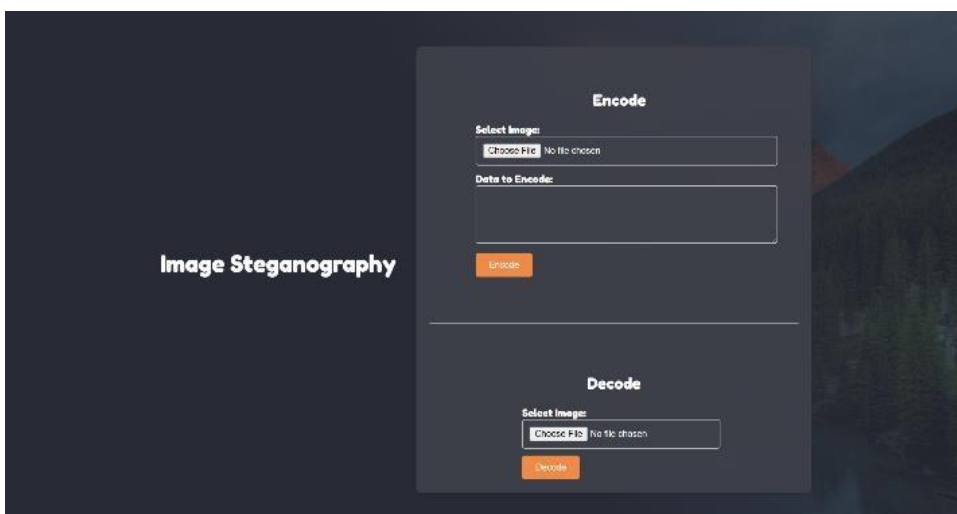 Image Steganography
Encode
Select Image:
Choose File No file chosen
Data to Encode:
Encode
Decode
Select Image:
Choose File No file chosen
Decode